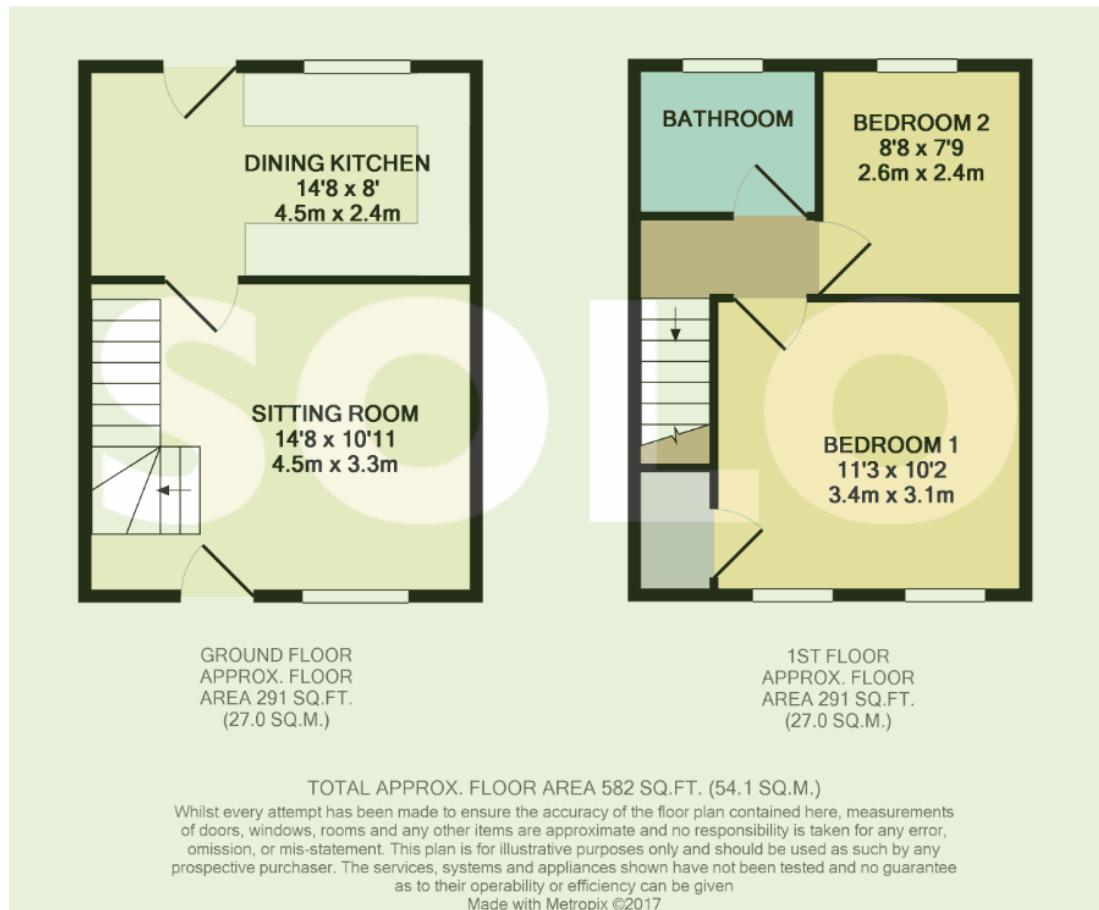 DINING KITCHEN
14'8 x 8'
4.5m x 2.4m
SITTING ROOM
14'8 x 10'11
4.5m x 3.3m
BATHROOM
BEDROOM 2
8'8 x 7'9
2.6m x 2.4m
BEDROOM 1
11'3 x 10'2
3.4m x 3.1m
SOLO
GROUND FLOOR
APPROX. FLOOR
AREA 291 SQ.FT.
(27.0 SQ.M.)
1ST FLOOR
APPROX. FLOOR
AREA 291 SQ.FT.
(27.0 SQ.M.)
TOTAL APPROX. FLOOR AREA 582 SQ.FT. (54.1 SQ.M.)
Whilst every attempt has been made to ensure the accuracy of the floor plan contained here, measurements
of doors, windows, rooms and any other items are approximate and no responsibility is taken for any error,
omission, or mis-statement. This plan is for illustrative purposes only and should be used as such by any
prospective purchaser. The services, systems and appliances shown have not been tested and no guarantee
as to their operability or efficiency can be given
Made with Metropix ©2017